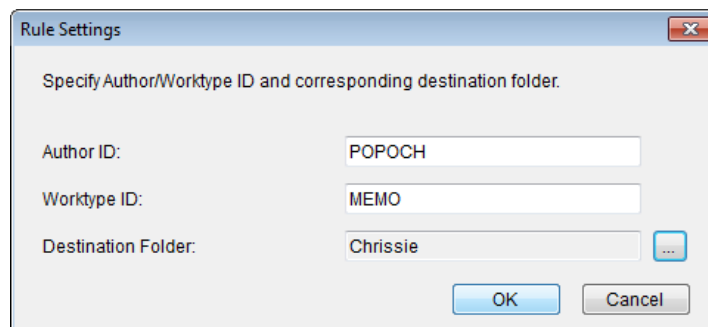 Rule Settings
Specify Author/Worktype ID and corresponding destination folder.
Author ID: POPOCH
Worktype ID: MEMO
Destination Folder: Chrissie ...
OK Cancel